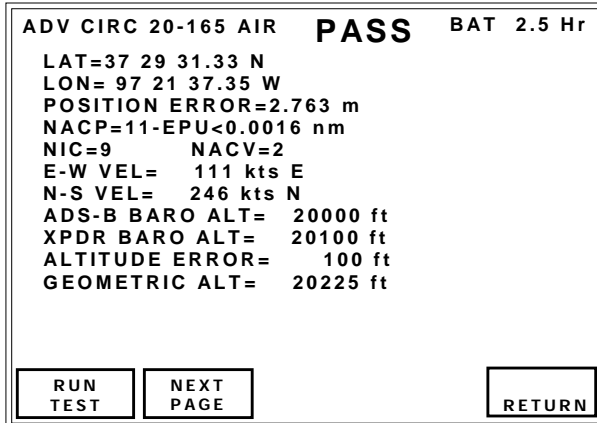 ADV CIRC 20-165 AIR PASS BAT 2.5 Hr
LAT=37 29 31.33 N
LON= 97 21 37.35 W
POSITION ERROR=2.763 m
NACP=11-EPU<0.0016 nm
NIC=9 NACV=2
E-W VEL= 111 kts E
N-S VEL= 246 kts N
ADS-B BARO ALT= 20000 ft
XPDR BARO ALT= 20100 ft
ALTITUDE ERROR= 100 ft
GEOMETRIC ALT= 20225 ft
RUN
TEST
NEXT
PAGE
RETURN